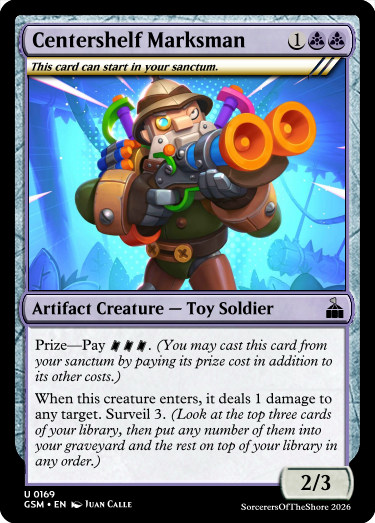 Centershelf Marksman 1
This card can start in your sanctum.
Artifact Creature — Toy Soldier
Prize—Pay . (You may cast this card from
your sanctum by paying its prize cost in addition to
its other costs.)
When this creature enters, it deals 1 damage to
any target. Surveil 3. (Look at the top three cards
of your library, then put any number of them into
your graveyard and the rest on top of your library in
any order.)
2/3
U 0169
GSM • EN Juan Calle
SorcerersOfTheShore 2026